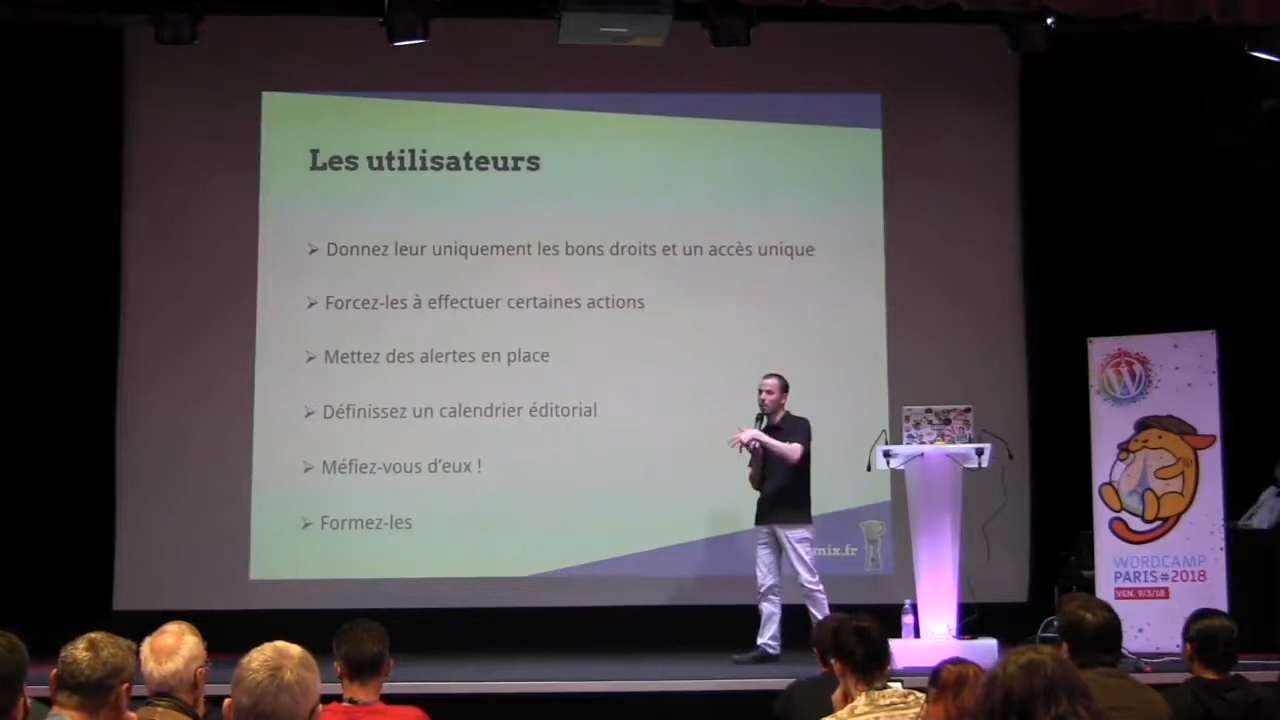 Les utilisateurs
➢ Donnez leur uniquement les bons droits et un accès unique
➢ Forcez-les à effectuer certaines actions
➢ Mettez des alertes en place
➢ Définissez un calendrier éditorial
➢ Méfiez-vous d'eux !
➢ Formez-les
mix.fr
WORDCAMP
PARIS#2018
VEN. 9/3/18